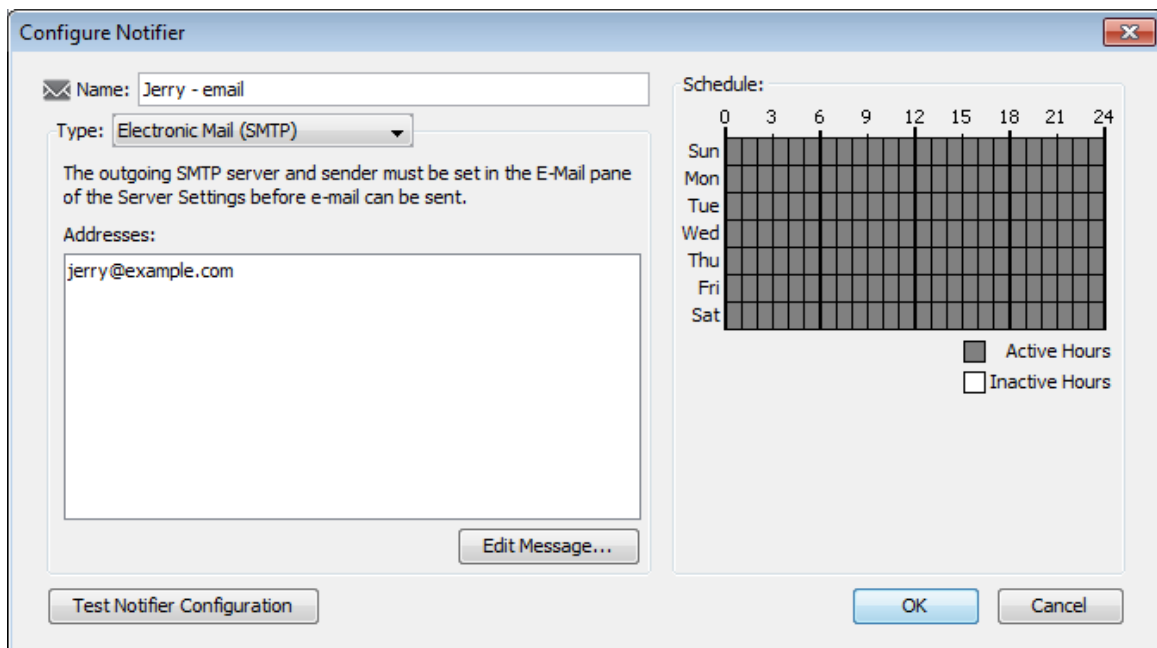 Configure Notifier
Name: Jerry - email
Type: Electronic Mail (SMTP)
The outgoing SMTP server and sender must be set in the E-Mail pane
of the Server Settings before e-mail can be sent.
Addresses:
jerry@example.com
Edit Message...
Test Notifier Configuration
Schedule:
0 3 6 9 12 15 18 21 24
Sun
Mon
Tue
Wed
Thu
Fri
Sat
Active Hours
Inactive Hours
OK Cancel